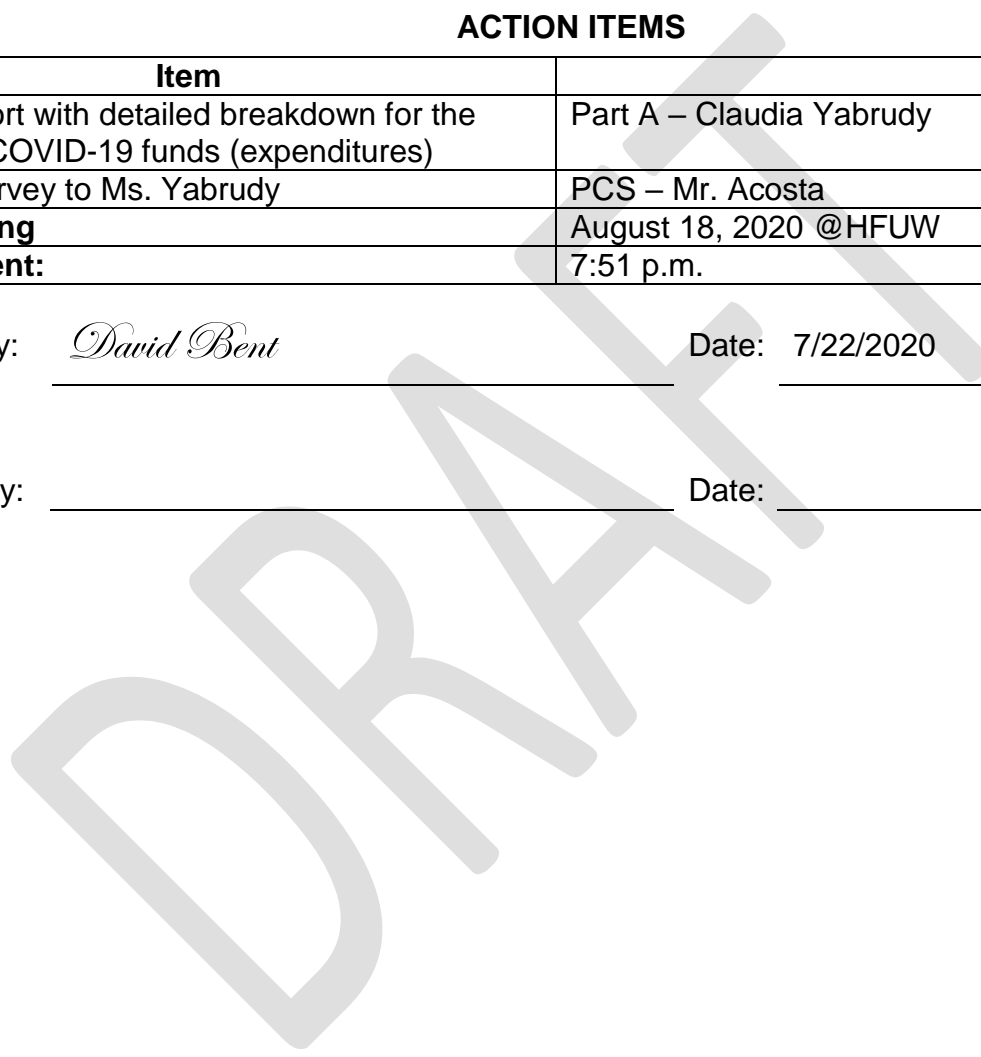 ACTION ITEMS
Item
ort with detailed breakdown for the Part A – Claudia Yabrudy
COVID-19 funds (expenditures)
rvey to Ms. Yabrudy PCS – Mr. Acosta
ng August 18, 2020 @HFUW
ent: 7:51 p.m.
y: David Bent Date: 7/22/2020
y: Date:
DRAFT